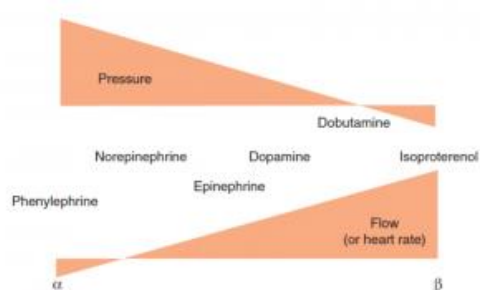 Pressure
Dobutamine
Norepinephrine Dopamine Isoproterenol
Epinephrine
Phenylephrine
Flow
(or heart rate)
α β